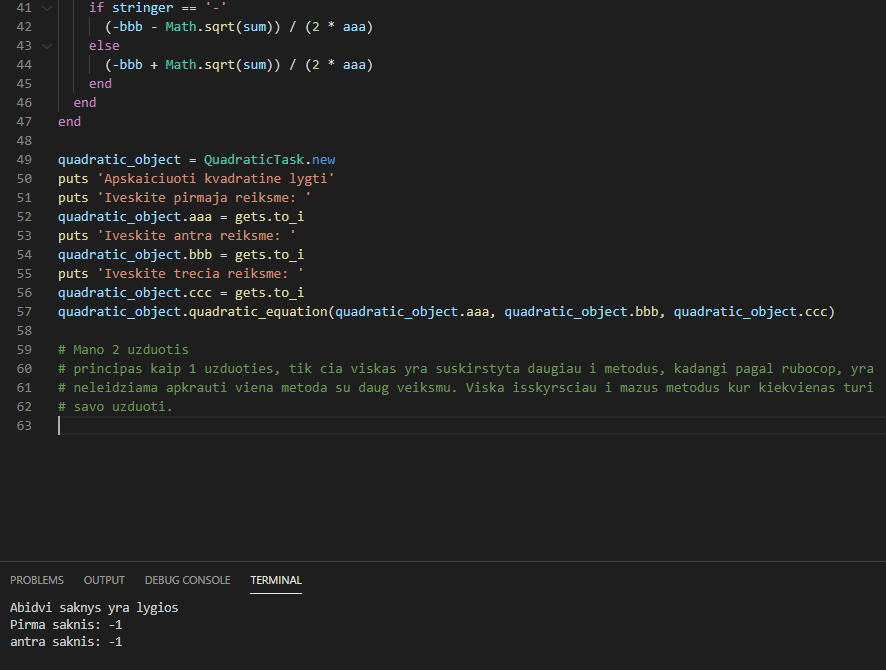 41 if stringer == '-'
42 (-bbb - Math.sqrt(sum)) / (2 * aaa)
43 else
44 (-bbb + Math.sqrt(sum)) / (2 * aaa)
45 end
46 end
47 end
48
49 quadratic_object = QuadraticTask.new
50 puts 'Apskaiciuoti kvadratine lygti'
51 puts 'Iveskite pirmaja reiksme: '
52 quadratic_object.aaa = gets.to_i
53 puts 'Iveskite antra reiksme: '
54 quadratic_object.bbb = gets.to_i
55 puts 'Iveskite trecia reiksme: '
56 quadratic_object.ccc = gets.to_i
57 quadratic_object.quadratic_equation(quadratic_object.aaa, quadratic_object.bbb, quadratic_object.ccc)
58
59 # Mano 2 uzduotis
60 # principas kaip 1 uzduoties, tik cia viskas yra suskirstyta daugiau i metodus, kadangi pagal rubocop, yra
61 # neleidziama apkrauti viena metoda su daug veiksmu. Viska isskyrsciau i mazus metodus kur kiekvienas turi
62 # savo uzduoti.
63
PROBLEMS OUTPUT DEBUG CONSOLE TERMINAL
Abidvi saknys yra lygios
Pirma saknis: -1
antra saknis: -1